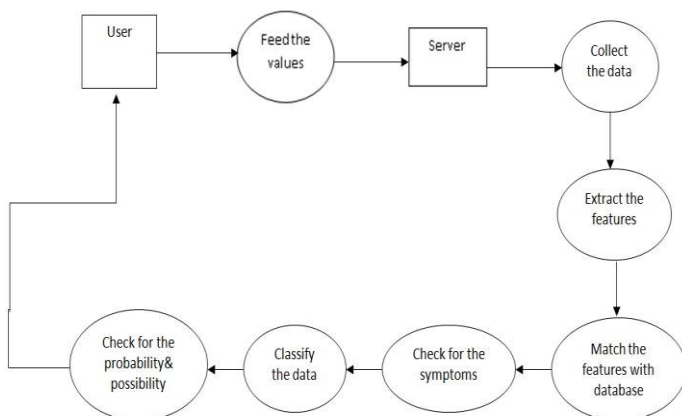 User
Feed the
values
Server
Collect
the data
Extract the
features
Match the
features with
database
Check for the
symptoms
Classify
the data
Check for the
probability&
possibility